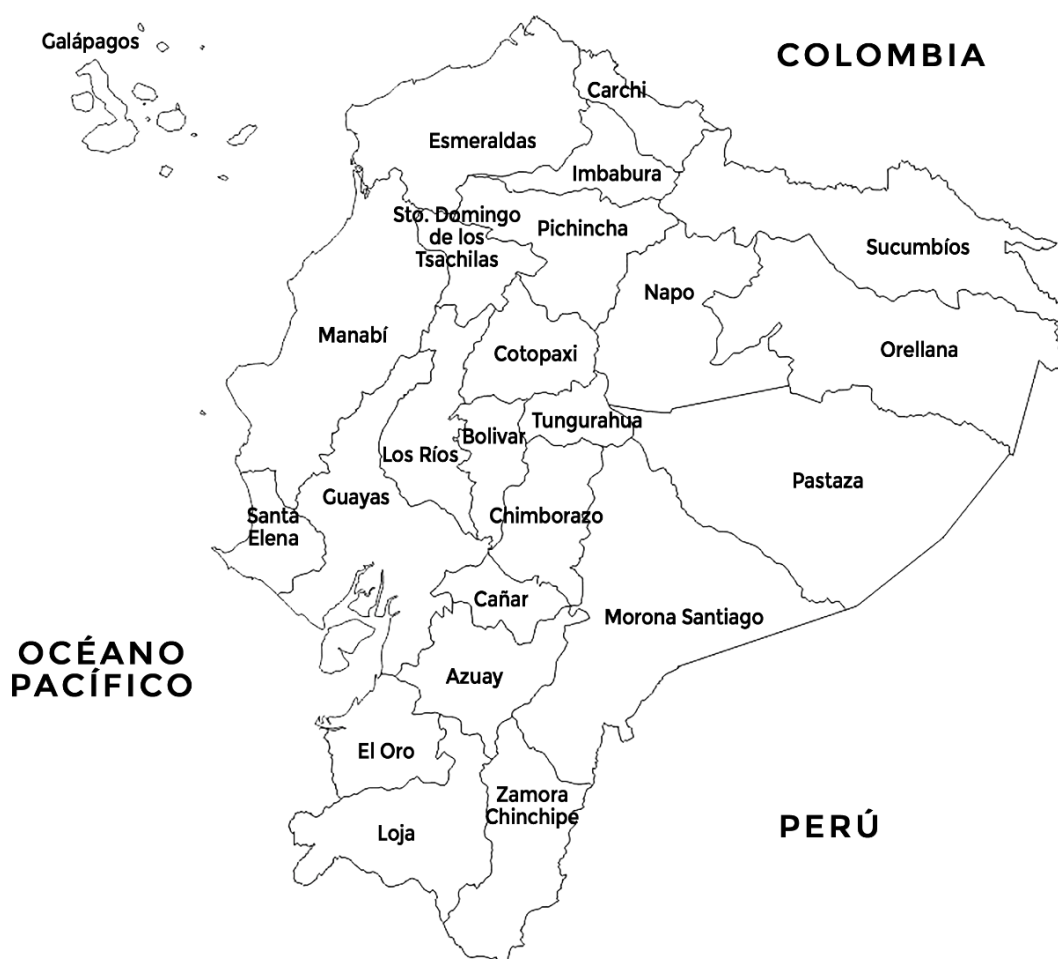 Galápagos
COLOMBIA
Carchi
Esmeraldas
Imbabura
Sto. Domingo
de los
Tsachilas
Pichincha
Sucumbíos
Napo
Manabí
Cotopaxi
Orellana
Tungurahua
Bolivar
Los Ríos
Pastaza
Guayas
Santa
Elena
Chimborazo
Cañar
Morona Santiago
OCÉANO
PACÍFICO
Azuay
El Oro
Zamora
Chinchipe
Loja
PERÚ